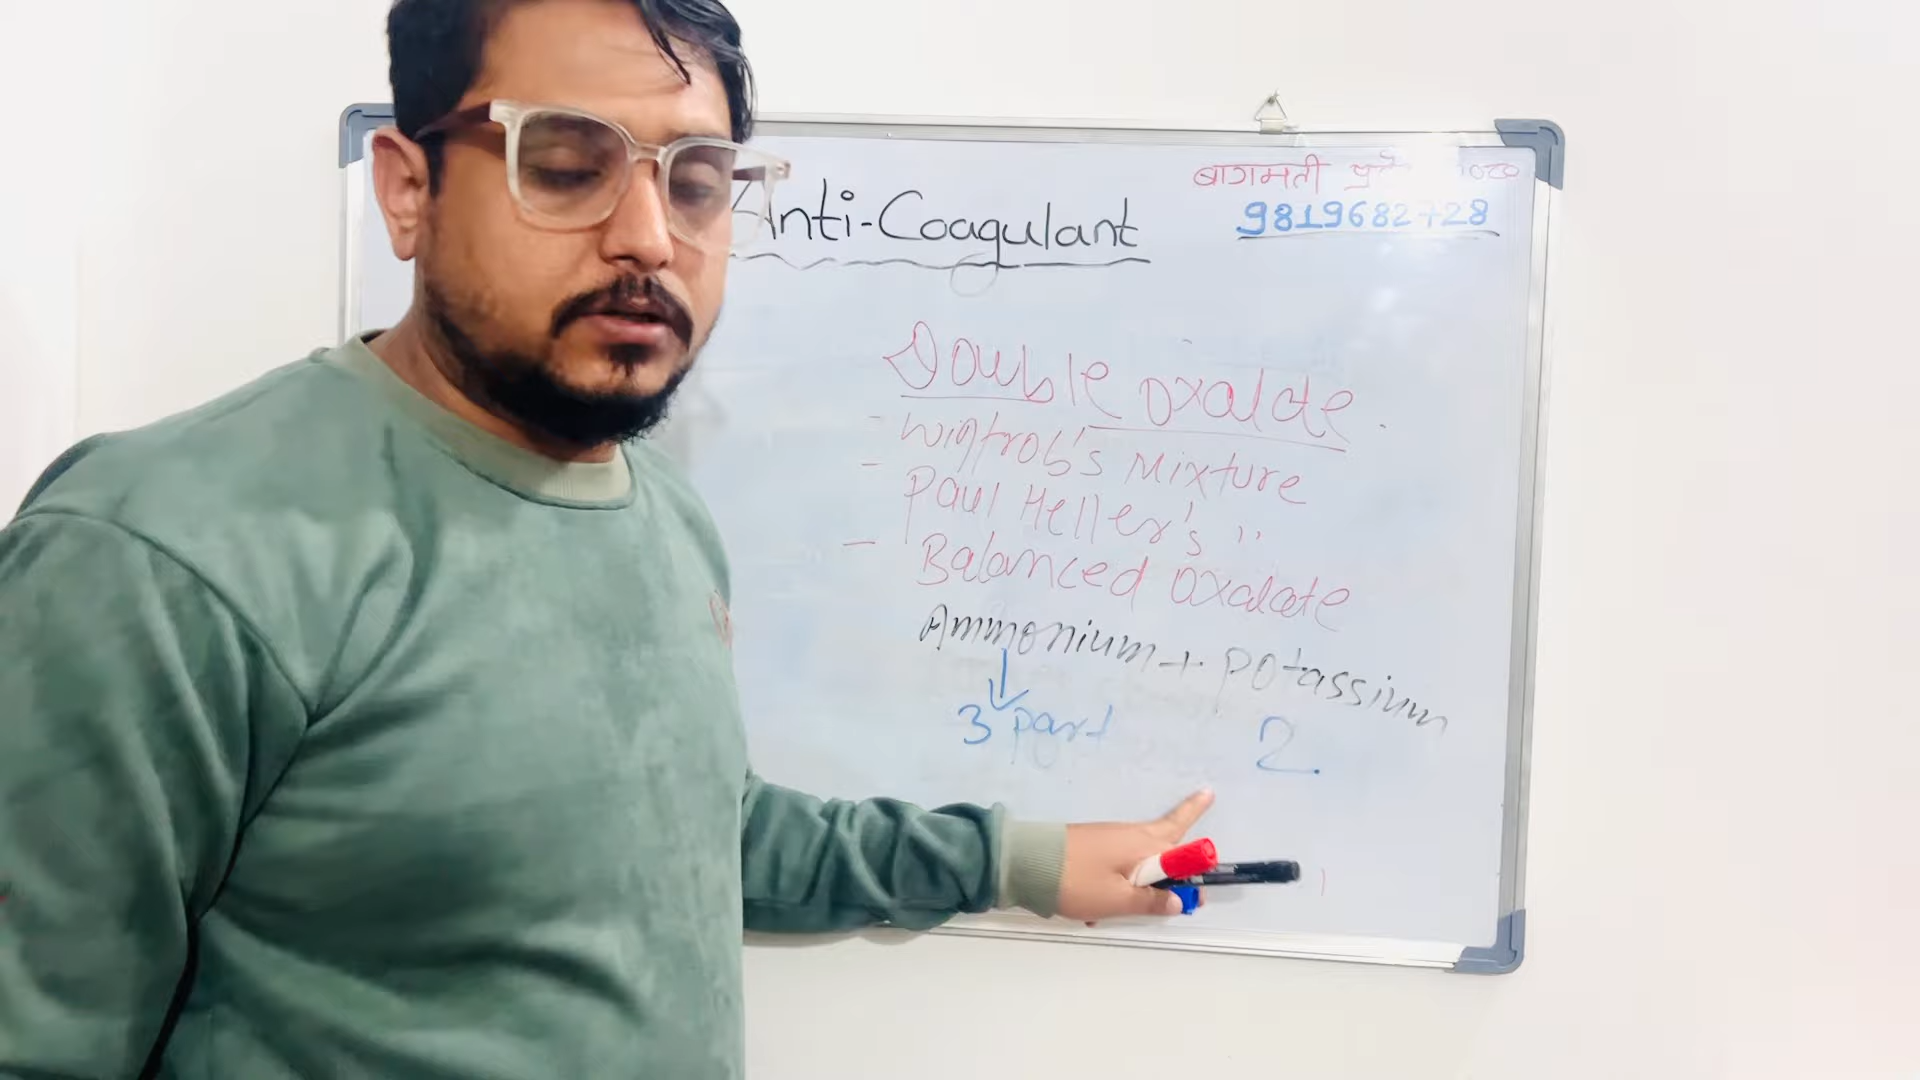 बागमती
Anti-Coagulant
9819682728
Double oxalate.
- Wintrob's Mixture
- Paul Heller's ''
- Balanced Oxalate
Ammonium + Potassium
↓
3 part 2